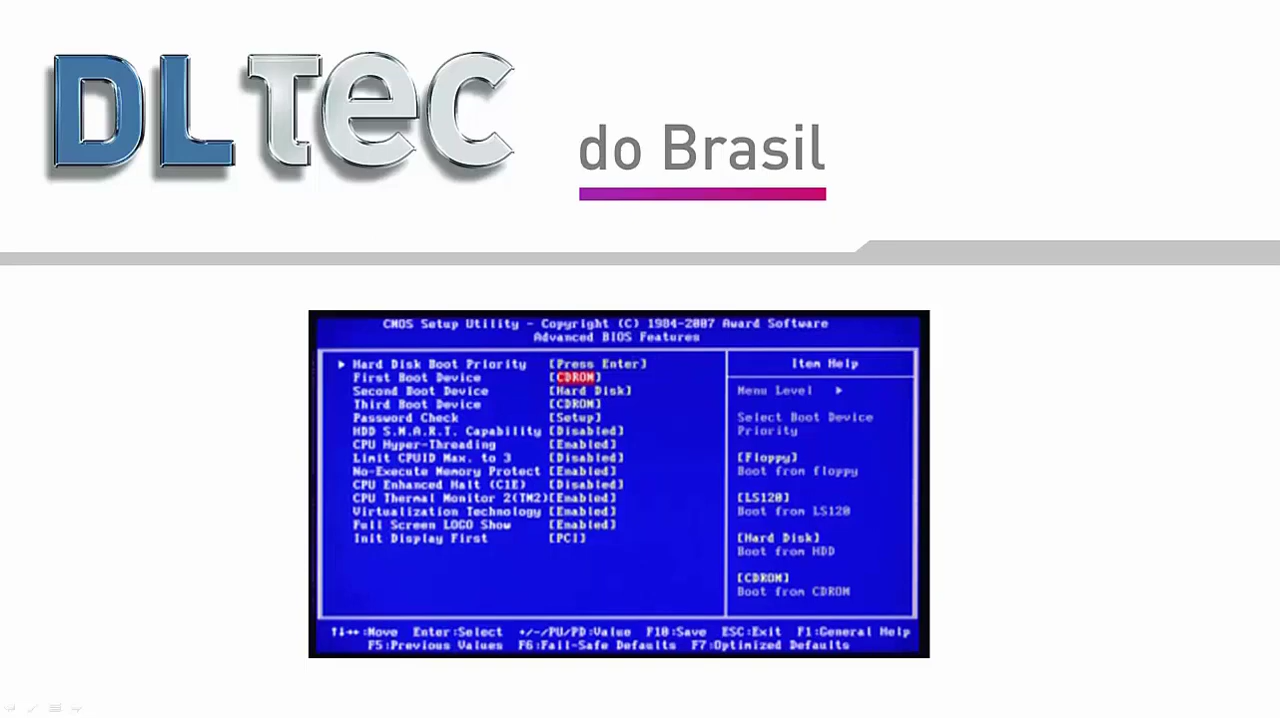 DLTEC
do Brasil
CMOS Setup Utility - Copyright (C) 1984-2007 Award Software
Advanced BIOS Features
Hard Disk Boot Priority [Press Enter]
First Boot Device [CDROM]
Second Boot Device [Hard Disk]
Third Boot Device [CDROM]
Password Check [Setup]
HDD S.M.A.R.T. Capability [Disabled]
CPU Hyper-Threading [Enabled]
Limit CPUID Max. to 3 [Disabled]
No-Execute Memory Protect [Enabled]
CPU Enhanced Halt (C1E) [Disabled]
CPU Thermal Monitor 2(TM2) [Enabled]
Virtualization Technology [Enabled]
Full Screen LOGO Show [Enabled]
Init Display First [PCI]
Item Help
Menu Level
Select Boot Device
Priority
[Floppy]
Boot from floppy
[LS120]
Boot from LS120
[Hard Disk]
Boot from HDD
[CDROM]
Boot from CDROM
↑↓→←:Move Enter:Select +/-/PU/PD:Value F10:Save ESC:Exit F1:General Help
F5:Previous Values F6:Fail-Safe Defaults F7:Optimized Defaults